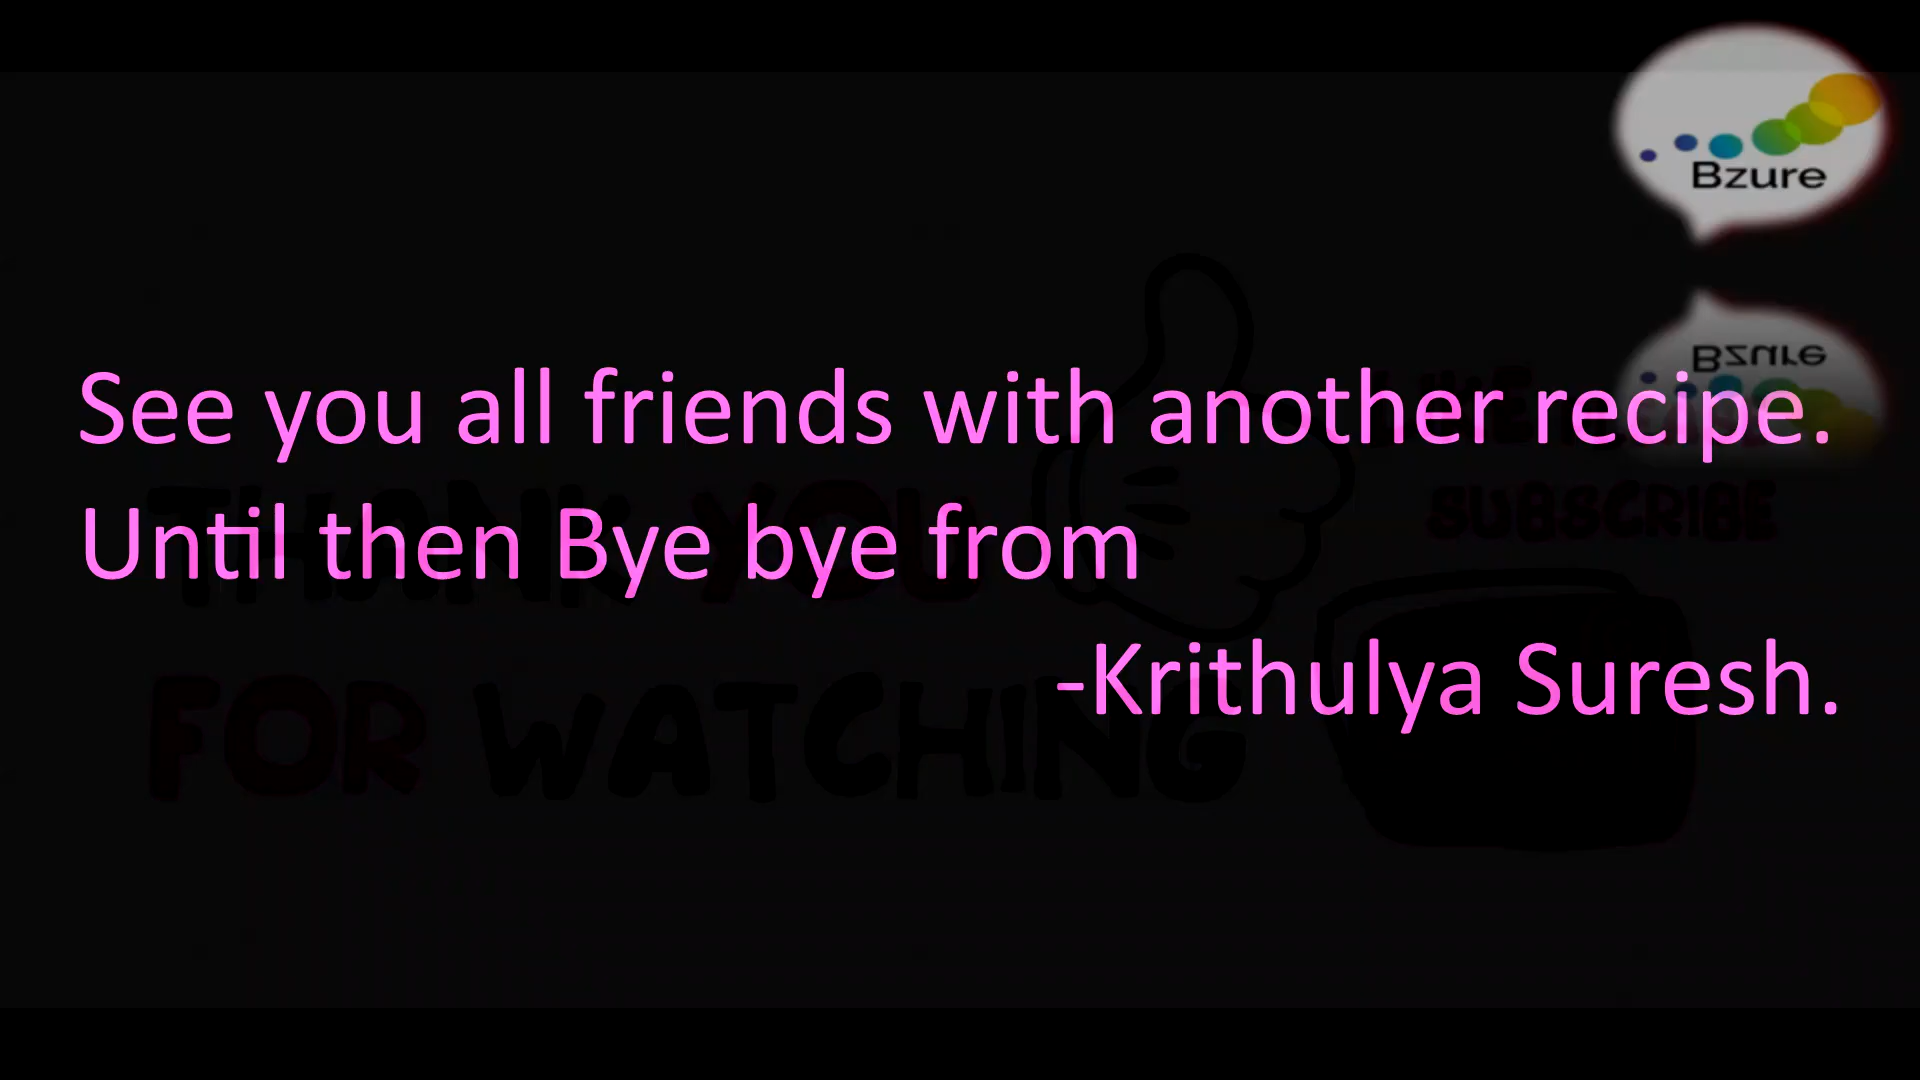 Bzure
See you all friends with another recipe.
Until then Bye bye from
-Krithulya Suresh.
THANK YOU
FOR WATCHING
SUBSCRIBE